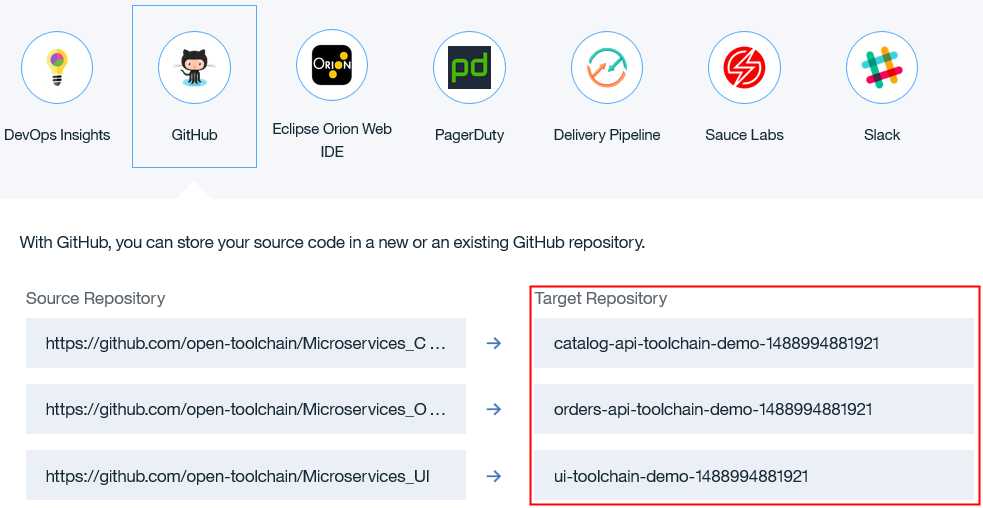 ORION
pd
DevOps Insights
GitHub
Eclipse Orion Web
IDE
PagerDuty
Delivery Pipeline
Sauce Labs
Slack
With GitHub, you can store your source code in a new or an existing GitHub repository.
Source Repository
Target Repository
https://github.com/open-toolchain/Microservices_C ...
catalog-api-toolchain-demo-1488994881921
https://github.com/open-toolchain/Microservices_O ...
orders-api-toolchain-demo-1488994881921
https://github.com/open-toolchain/Microservices_UI
ui-toolchain-demo-1488994881921